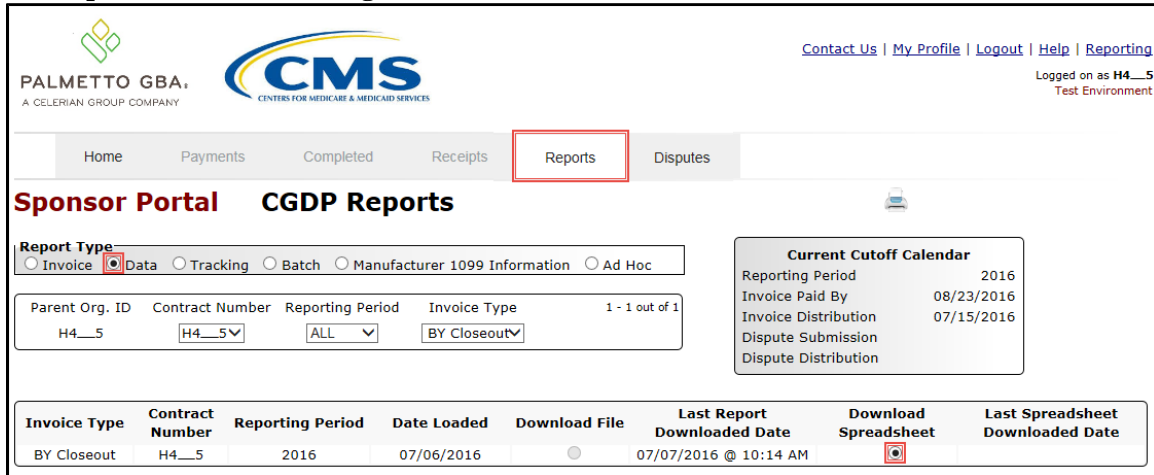 PALMETTO GBA.
A CELERIAN GROUP COMPANY
CMS
CENTERS FOR MEDICARE & MEDICAID SERVICES
Contact Us | My Profile | Logout | Help | Reporting
Logged on as H4__5
Test Environment
Home Payments Completed Receipts Reports Disputes
Sponsor Portal CGDP Reports
Report Type
Invoice Data Tracking Batch Manufacturer 1099 Information Ad Hoc
Parent Org. ID Contract Number Reporting Period Invoice Type 1 - 1 out of 1
H4__5 H4__5 ALL BY Closeout
Current Cutoff Calendar
Reporting Period 2016
Invoice Paid By 08/23/2016
Invoice Distribution 07/15/2016
Dispute Submission
Dispute Distribution
Invoice Type Contract Number Reporting Period Date Loaded Download File Last Report Downloaded Date Download Spreadsheet Last Spreadsheet Downloaded Date
BY Closeout H4__5 2016 07/06/2016 07/07/2016 @ 10:14 AM